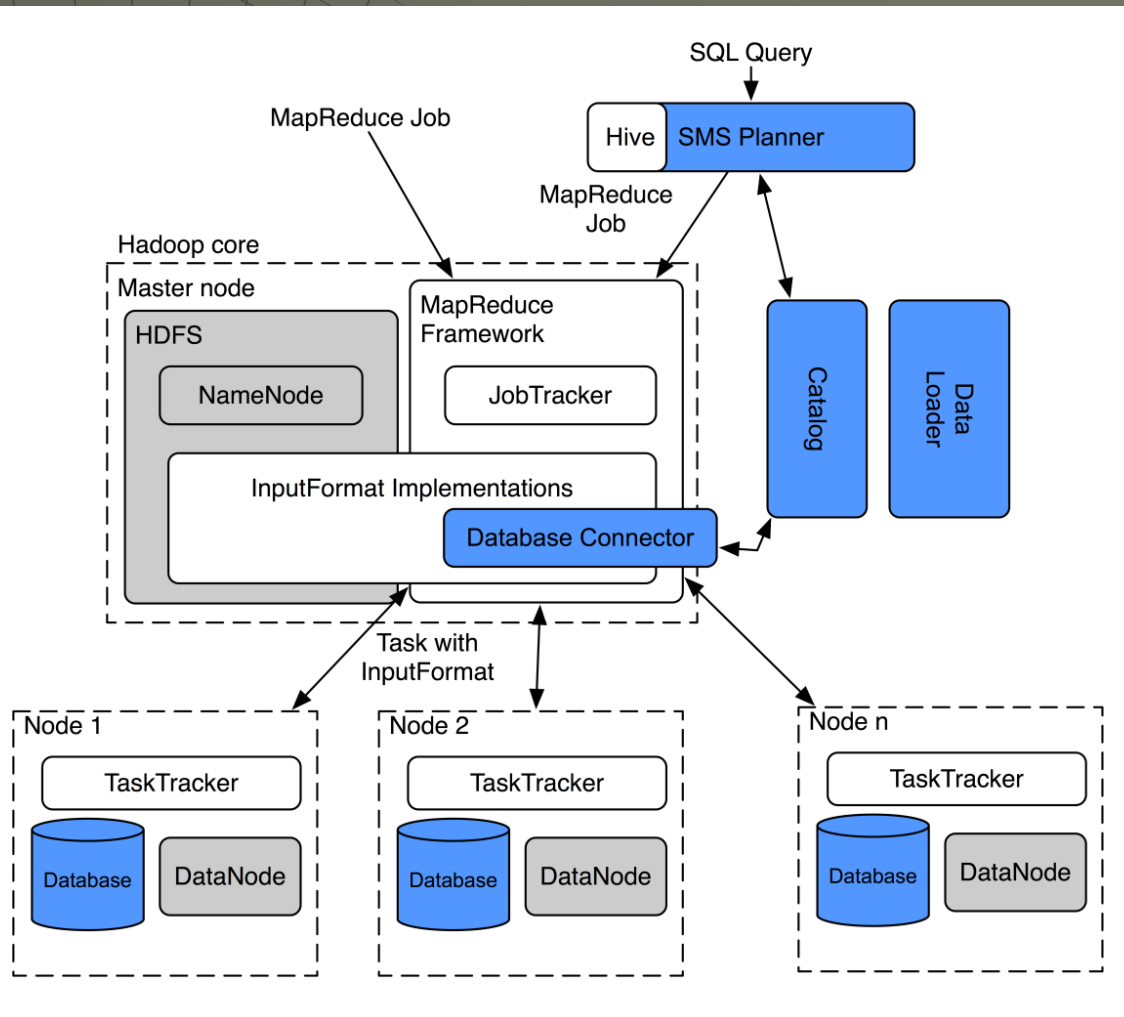 SQL Query
MapReduce Job
Hive
SMS Planner
MapReduce
Job
Hadoop core
Master node
HDFS
MapReduce
Framework
NameNode
JobTracker
Catalog
Data
Loader
InputFormat Implementations
Database Connector
Task with
InputFormat
Node 1
TaskTracker
Database
DataNode
Node 2
TaskTracker
Database
DataNode
Node n
TaskTracker
Database
DataNode